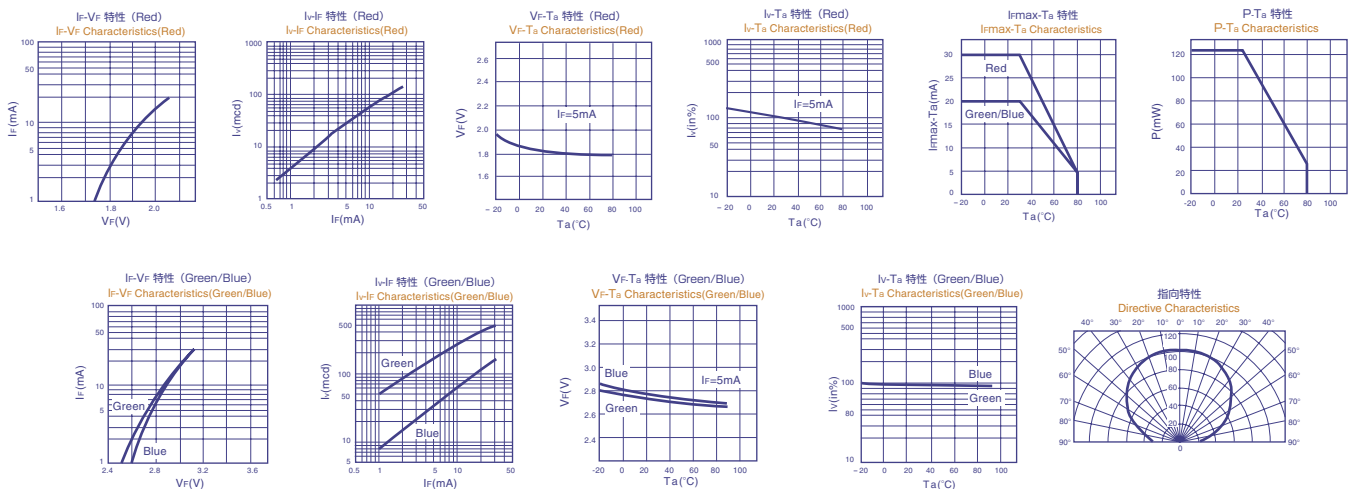 IF-VF 特性（Red）
IF-VF Characteristics(Red)
100
50
10
5
1
IF(mA)
1.6 1.8 2.0
VF(V)
Iv-IF 特性（Red）
Iv-IF Characteristics(Red)
1000
100
10
1
Iv(mcd)
0.5 1 5 10 50
IF(mA)
VF-Ta 特性（Red）
VF-Ta Characteristics(Red)
2.6
2.4
2.2
2.0
1.8
1.6
VF(V)
IF=5mA
-20 0 20 40 60 80 100
Ta(°C)
Iv-Ta 特性（Red）
Iv-Ta Characteristics(Red)
1000
500
100
50
10
Iv(in%)
IF=5mA
-20 0 20 40 60 80 100
Ta(°C)
IFmax-Ta 特性
IFmax-Ta Characteristics
30
25
20
15
10
5
0
IFmax-Ta(mA)
Red
Green/Blue
-20 0 20 40 60 80 100
Ta(°C)
P-Ta 特性
P-Ta Characteristics
120
100
80
60
40
20
0
P(mW)
-20 0 20 40 60 80 100
Ta(°C)
IF-VF 特性（Green/Blue）
IF-VF Characteristics(Green/Blue)
100
50
10
5
1
IF(mA)
Green
Blue
2.4 2.8 3.2 3.6
VF(V)
Iv-IF 特性（Green/Blue）
Iv-IF Characteristics(Green/Blue)
500
100
50
10
5
Iv(mcd)
Green
Blue
0.5 1 5 10 50
IF(mA)
VF-Ta 特性（Green/Blue）
VF-Ta Characteristics(Green/Blue)
3.4
3.2
3.0
2.8
2.6
2.4
VF(V)
Blue
Green
IF=5mA
-20 0 20 40 60 80 100
Ta(°C)
Iv-Ta 特性（Green/Blue）
Iv-Ta Characteristics(Green/Blue)
1000
500
100
80
10
Iv(in%)
Blue
Green
-20 0 20 40 60 80 100
Ta(°C)
指向特性
Directive Characteristics
40° 30° 20° 10° 0° 10° 20° 30° 40°
50° 120 120 50°
100
60° 80 80 60°
70° 60 60 70°
80° 40 40 80°
20 20
90° 90°
0